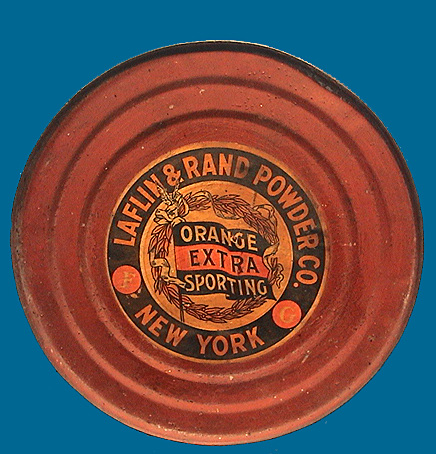 LAFLIN & RAND POWDER CO.
ORANGE
EXTRA
SPORTING
F G
NEW YORK